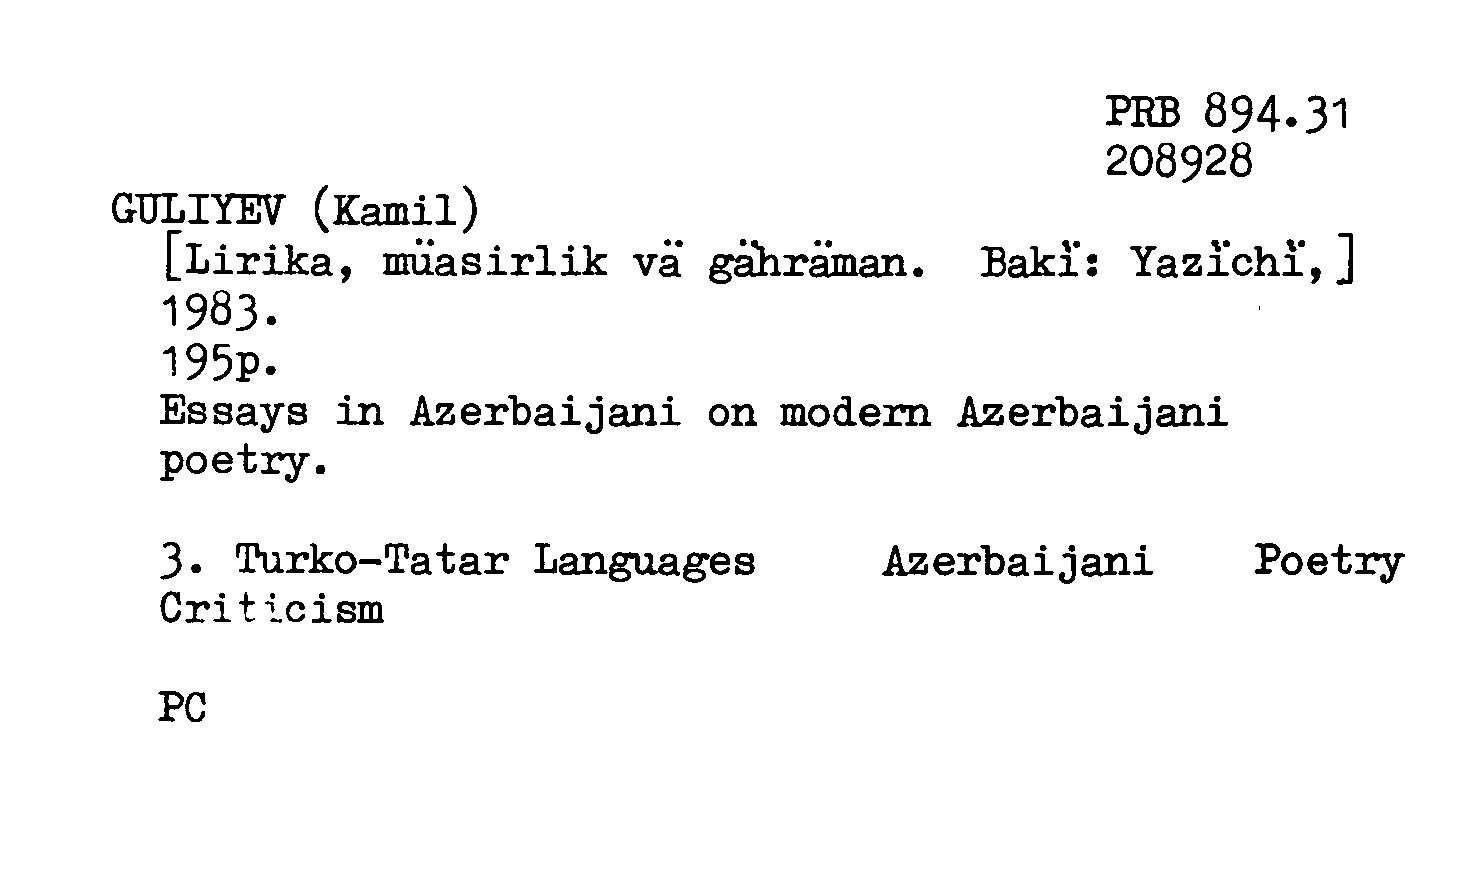 PRB 894.31
208928
GULIYEV (Kamil)
[Lirika, müasirlik vä gähräman. Bakï: Yazïchï,]
1983.
195p.
Essays in Azerbaijani on modern Azerbaijani
poetry.
3. Turko-Tatar Languages Azerbaijani Poetry
Criticism
PC